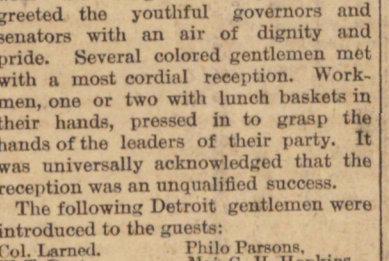 greeted the youthful governors and
senators with an air of dignity and
pride. Several colored gentlemen met
with a most cordial reception. Work-
men, one or two with lunch baskets in
their hands, pressed in to grasp the
hands of the leaders of their party. It
was universally acknowledged that the
reception was an unqualified success.
The following Detroit gentlemen were
introduced to the guests:
Col. Larned. Philo Parsons,